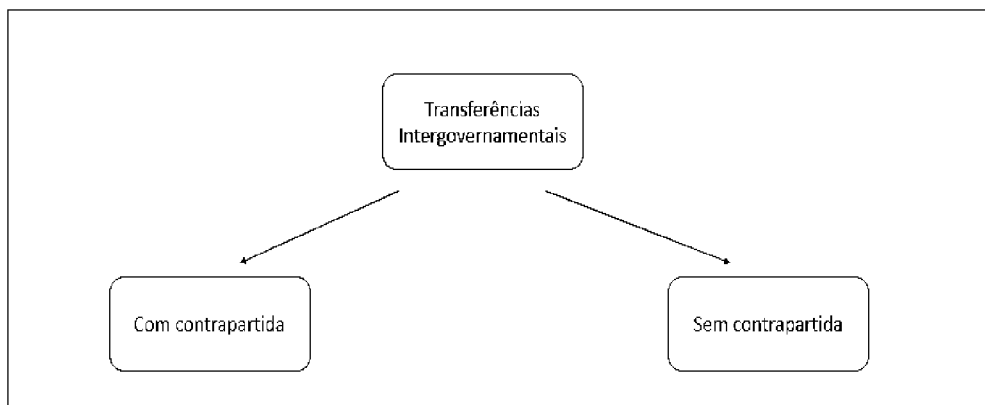 Transferências
Intergovernamentais
Com contrapartida
Sem contrapartida